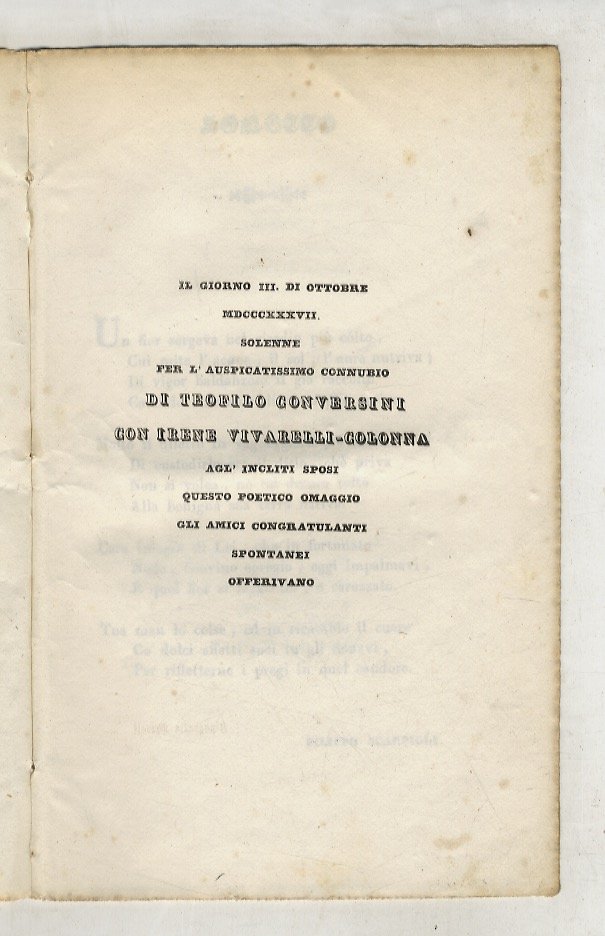 IL GIORNO III. DI OTTOBRE
MDCCCXXXVII.
SOLENNE
PER L' AUSPICATISSIMO CONNUBIO
DI TEOFILO CONVERSINI
CON IRENE VIVARELLI-COLONNA
AGL' INCLITI SPOSI
QUESTO POETICO OMAGGIO
GLI AMICI CONGRATULANTI
SPONTANEI
OFFERIVANO